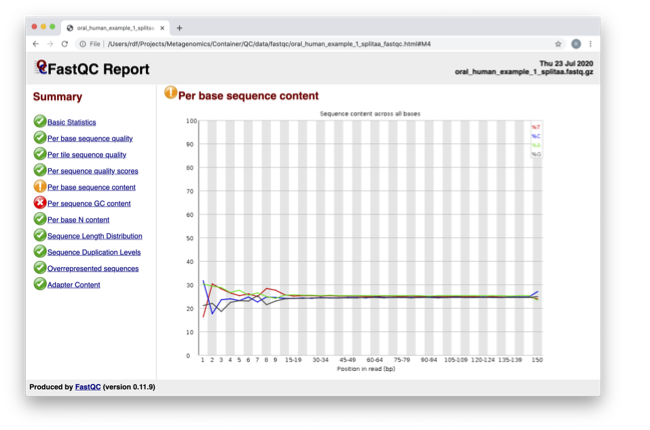 oral_human_example_1_splitaa
File | /Users/rdf/Projects/Metagenomics/Container/QC/data/fastqc/oral_human_example_1_splitaa_fastqc.html#M4
FastQC Report
Thu 23 Jul 2020
oral_human_example_1_splitaa.fastq.gz
Summary
Basic Statistics
Per base sequence quality
Per tile sequence quality
Per sequence quality scores
Per base sequence content
Per sequence GC content
Per base N content
Sequence Length Distribution
Sequence Duplication Levels
Overrepresented sequences
Adapter Content
Per base sequence content
Sequence content across all bases
%T
%C
%A
%G
100
90
80
70
60
50
40
30
20
10
0
1 2 3 4 5 6 7 8 9 15-19 30-34 45-49 60-64 75-79 90-94 105-109 120-124 135-139 150
Position in read (bp)
Produced by FastQC (version 0.11.9)